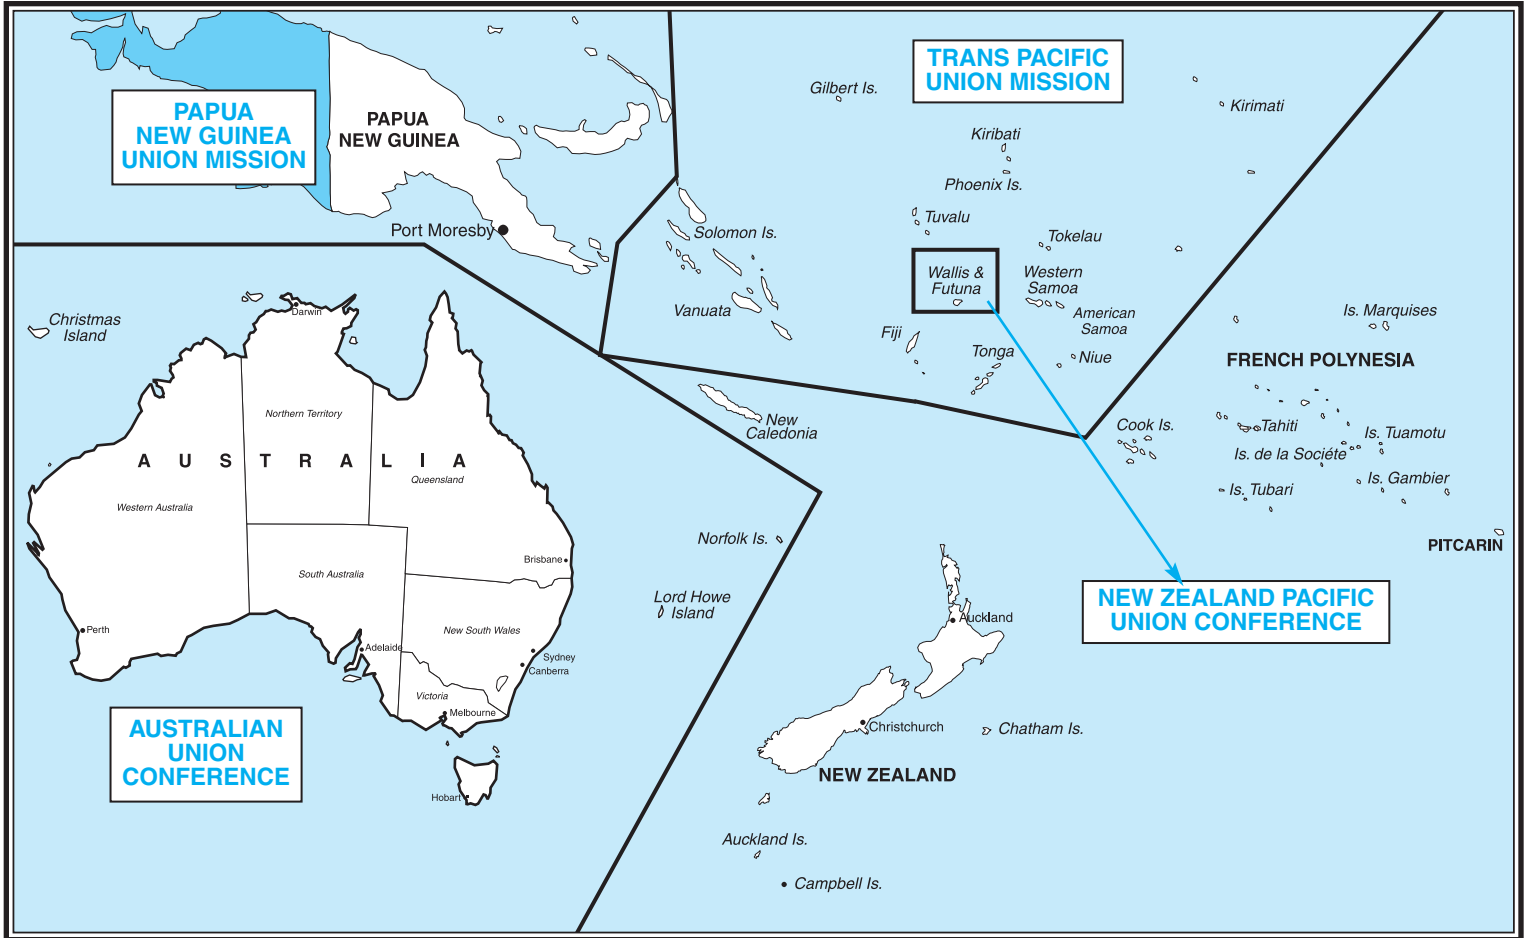 PAPUA
NEW GUINEA
UNION MISSION
PAPUA
NEW GUINEA
Port Moresby
TRANS PACIFIC
UNION MISSION
Gilbert Is.
Kirimati
Kiribati
Phoenix Is.
Tuvalu
Solomon Is.
Tokelau
Wallis &
Futuna
Western
Samoa
American
Samoa
Vanuata
Fiji
Tonga
Niue
Is. Marquises
FRENCH POLYNESIA
Cook Is.
Tahiti
Is. Tuamotu
Is. de la Sociéte
Is. Gambier
Is. Tubari
PITCARIN
New
Caledonia
Norfolk Is.
Lord Howe
Island
Christmas
Island
Darwin
Northern Territory
AUSTRALIA
Queensland
Western Australia
Brisbane
South Australia
Perth
New South Wales
Adelaide
Sydney
Canberra
Victoria
Melbourne
Hobart
AUSTRALIAN
UNION
CONFERENCE
NEW ZEALAND PACIFIC
UNION CONFERENCE
Auckland
Christchurch
Chatham Is.
NEW ZEALAND
Auckland Is.
Campbell Is.